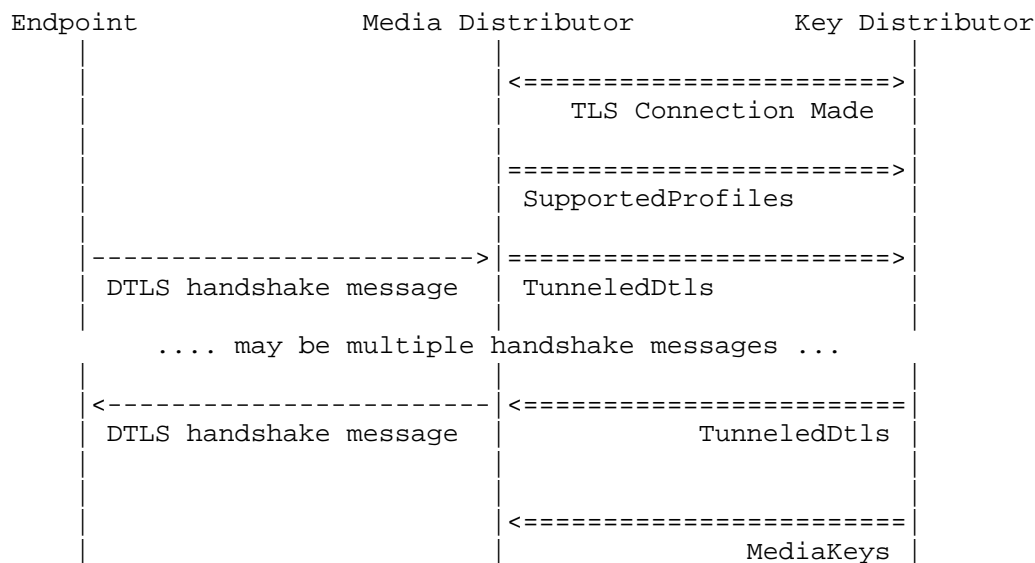 Endpoint Media Distributor Key Distributor
TLS Connection Made
SupportedProfiles
DTLS handshake message TunneledDtls
.... may be multiple handshake messages ...
DTLS handshake message TunneledDtls
MediaKeys